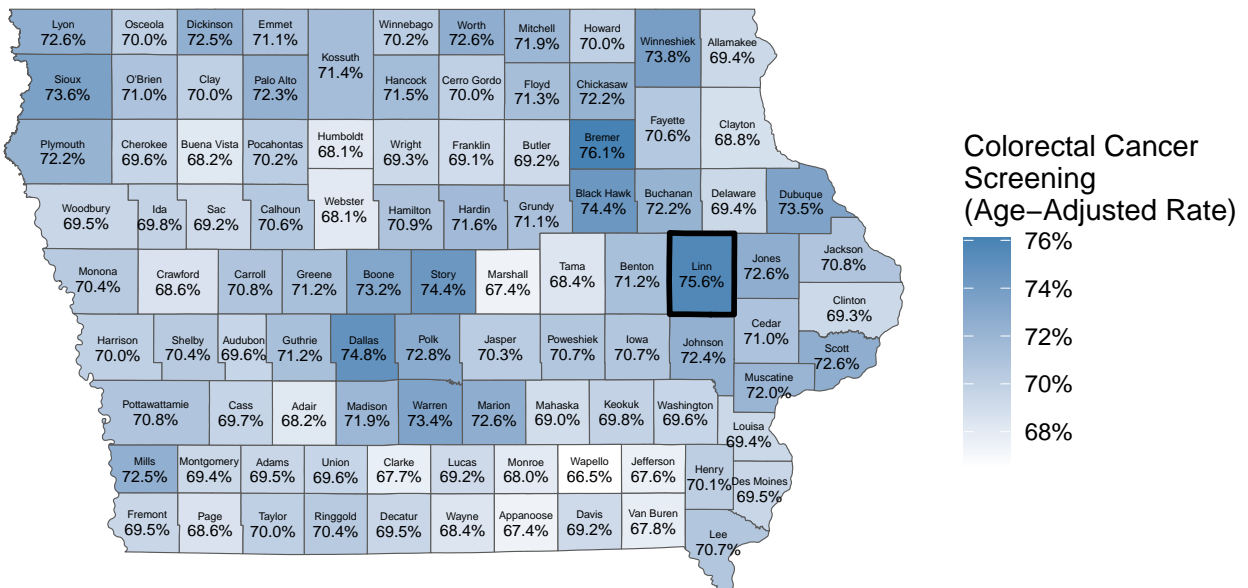 Lyon
72.6%
Osceola
70.0%
Dickinson
72.5%
Emmet
71.1%
Kossuth
71.4%
Winnebago
70.2%
Worth
72.6%
Mitchell
71.9%
Howard
70.0%
Winneshiek
73.8%
Allamakee
69.4%
Sioux
73.6%
O'Brien
71.0%
Clay
70.0%
Palo Alto
72.3%
Hancock
71.5%
Cerro Gordo
70.0%
Floyd
71.3%
Chickasaw
72.2%
Fayette
70.6%
Clayton
68.8%
Plymouth
72.2%
Cherokee
69.6%
Buena Vista
68.2%
Pocahontas
70.2%
Humboldt
68.1%
Wright
69.3%
Franklin
69.1%
Butler
69.2%
Bremer
76.1%
Woodbury
69.5%
Ida
69.8%
Sac
69.2%
Calhoun
70.6%
Webster
68.1%
Hamilton
70.9%
Hardin
71.6%
Grundy
71.1%
Black Hawk
74.4%
Buchanan
72.2%
Delaware
69.4%
Dubuque
73.5%
Monona
70.4%
Crawford
68.6%
Carroll
70.8%
Greene
71.2%
Boone
73.2%
Story
74.4%
Marshall
67.4%
Tama
68.4%
Benton
71.2%
Linn
75.6%
Jones
72.6%
Jackson
70.8%
Clinton
69.3%
Harrison
70.0%
Shelby
70.4%
Audubon
69.6%
Guthrie
71.2%
Dallas
74.8%
Polk
72.8%
Jasper
70.3%
Poweshiek
70.7%
Iowa
70.7%
Johnson
72.4%
Cedar
71.0%
Scott
72.6%
Muscatine
72.0%
Pottawattamie
70.8%
Cass
69.7%
Adair
68.2%
Madison
71.9%
Warren
73.4%
Marion
72.6%
Mahaska
69.0%
Keokuk
69.8%
Washington
69.6%
Louisa
69.4%
Mills
72.5%
Montgomery
69.4%
Adams
69.5%
Union
69.6%
Clarke
67.7%
Lucas
69.2%
Monroe
68.0%
Wapello
66.5%
Jefferson
67.6%
Henry
70.1%
Des Moines
69.5%
Fremont
69.5%
Page
68.6%
Taylor
70.0%
Ringgold
70.4%
Decatur
69.5%
Wayne
68.4%
Appanoose
67.4%
Davis
69.2%
Van Buren
67.8%
Lee
70.7%
Colorectal Cancer
Screening
(Age−Adjusted Rate)
76%
74%
72%
70%
68%